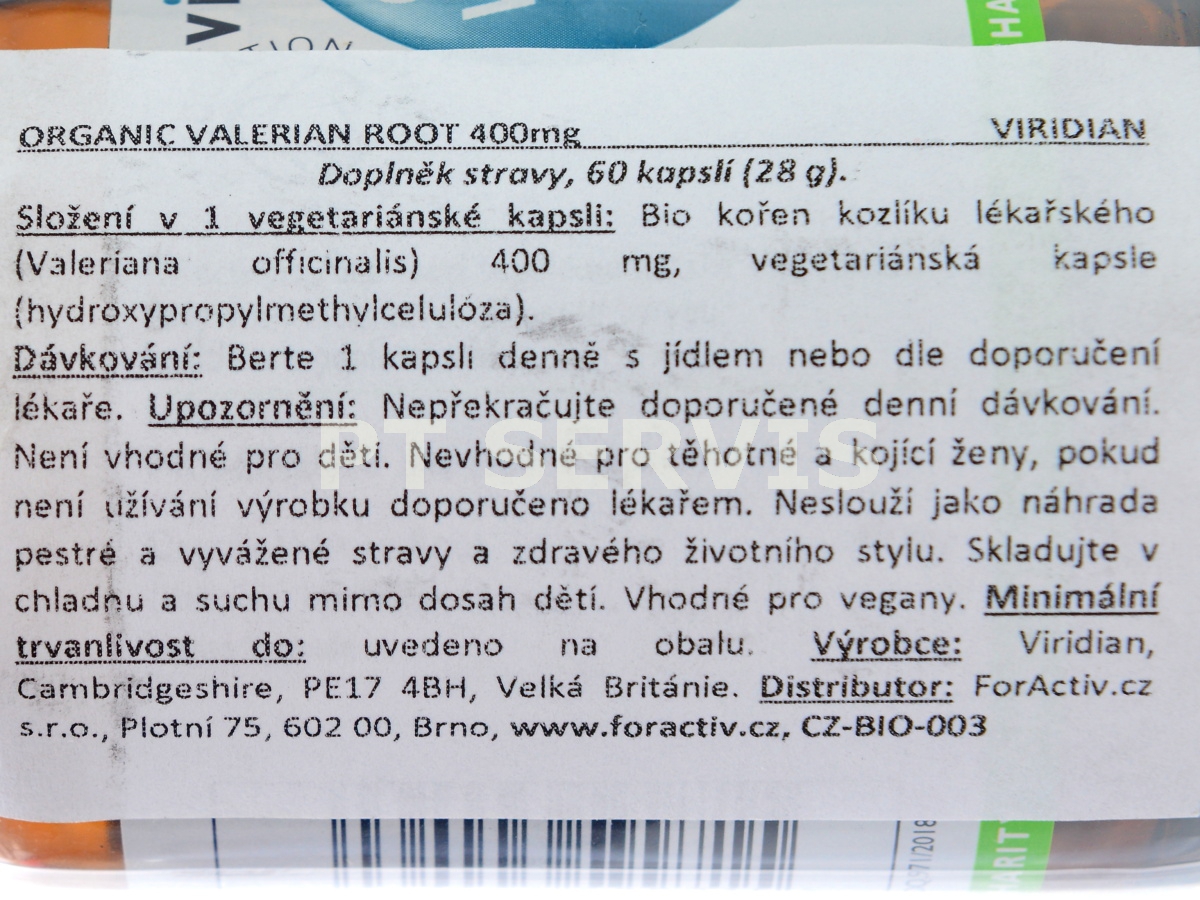 vi
TION
HA
ORGANIC VALERIAN ROOT 400mg VIRIDIAN
Doplněk stravy, 60 kapslí (28 g).
Složení v 1 vegetariánské kapsli: Bio kořen kozlíku lékařského
(Valeriana officinalis) 400 mg, vegetariánská kapsle
(hydroxypropylmethylcelulóza).
Dávkování: Berte 1 kapsli denně s jídlem nebo dle doporučení
lékaře. Upozornění: Nepřekračujte doporučené denní dávkování.
PT SERVIS
Není vhodné pro děti. Nevhodné pro těhotné a kojící ženy, pokud
není užívání výrobku doporučeno lékařem. Neslouží jako náhrada
pestré a vyvážené stravy a zdravého životního stylu. Skladujte v
chladnu a suchu mimo dosah dětí. Vhodné pro vegany. Minimální
trvanlivost do: uvedeno na obalu. Výrobce: Viridian,
Cambridgeshire, PE17 4BH, Velká Británie. Distributor: ForActiv.cz
s.r.o., Plotní 75, 602 00, Brno, www.foractiv.cz, CZ-BIO-003
ARIT